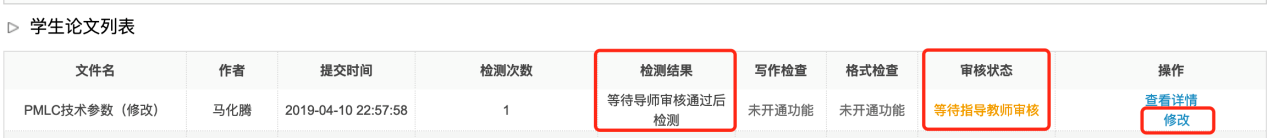 学生论文列表
文件名 作者 提交时间 检测次数 检测结果 写作检查 格式检查 审核状态 操作
PMLC技术参数（修改） 马化腾 2019-04-10 22:57:58 1 等待导师审核通过后 未开通功能 未开通功能 等待指导教师审核 查看详情
检测 修改